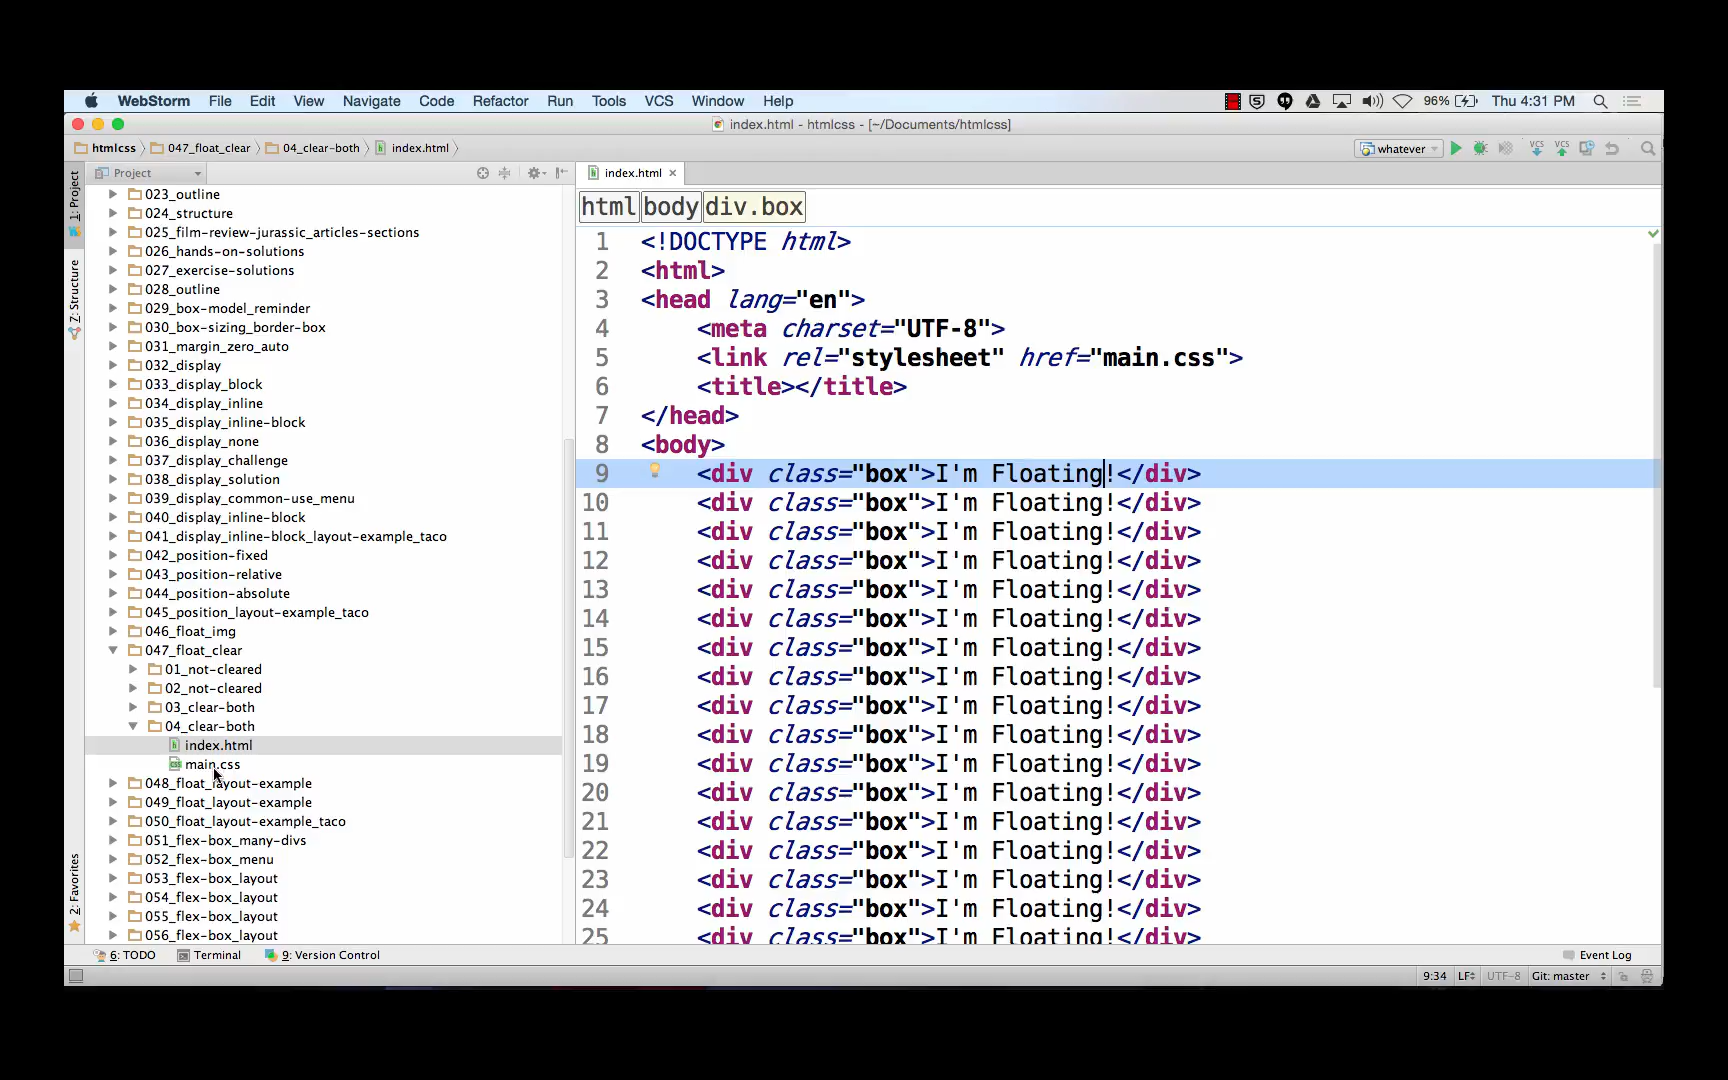 WebStorm File Edit View Navigate Code Refactor Run Tools VCS Window Help 96% Thu 4:31 PM
index.html - htmlcss - [~/Documents/htmlcss]
htmlcss 047_float_clear 04_clear-both index.html whatever
1: Project
Z: Structure
2: Favorites
Project
023_outline
024_structure
025_film-review-jurassic_articles-sections
026_hands-on-solutions
027_exercise-solutions
028_outline
029_box-model_reminder
030_box-sizing_border-box
031_margin_zero_auto
032_display
033_display_block
034_display_inline
035_display_inline-block
036_display_none
037_display_challenge
038_display_solution
039_display_common-use_menu
040_display_inline-block
041_display_inline-block_layout-example_taco
042_position-fixed
043_position-relative
044_position-absolute
045_position_layout-example_taco
046_float_img
047_float_clear
01_not-cleared
02_not-cleared
03_clear-both
04_clear-both
index.html
main.css
048_float_layout-example
049_float_layout-example
050_float_layout-example_taco
051_flex-box_many-divs
052_flex-box_menu
053_flex-box_layout
054_flex-box_layout
055_flex-box_layout
056_flex-box_layout
index.html
html body div.box
1 <!DOCTYPE html>
2 <html>
3 <head lang="en">
4 <meta charset="UTF-8">
5 <link rel="stylesheet" href="main.css">
6 <title></title>
7 </head>
8 <body>
9 <div class="box">I'm Floating!</div>
10 <div class="box">I'm Floating!</div>
11 <div class="box">I'm Floating!</div>
12 <div class="box">I'm Floating!</div>
13 <div class="box">I'm Floating!</div>
14 <div class="box">I'm Floating!</div>
15 <div class="box">I'm Floating!</div>
16 <div class="box">I'm Floating!</div>
17 <div class="box">I'm Floating!</div>
18 <div class="box">I'm Floating!</div>
19 <div class="box">I'm Floating!</div>
20 <div class="box">I'm Floating!</div>
21 <div class="box">I'm Floating!</div>
22 <div class="box">I'm Floating!</div>
23 <div class="box">I'm Floating!</div>
24 <div class="box">I'm Floating!</div>
25 <div class="box">I'm Floating!</div>
6: TODO Terminal 9: Version Control Event Log
9:34 LF UTF-8 Git: master